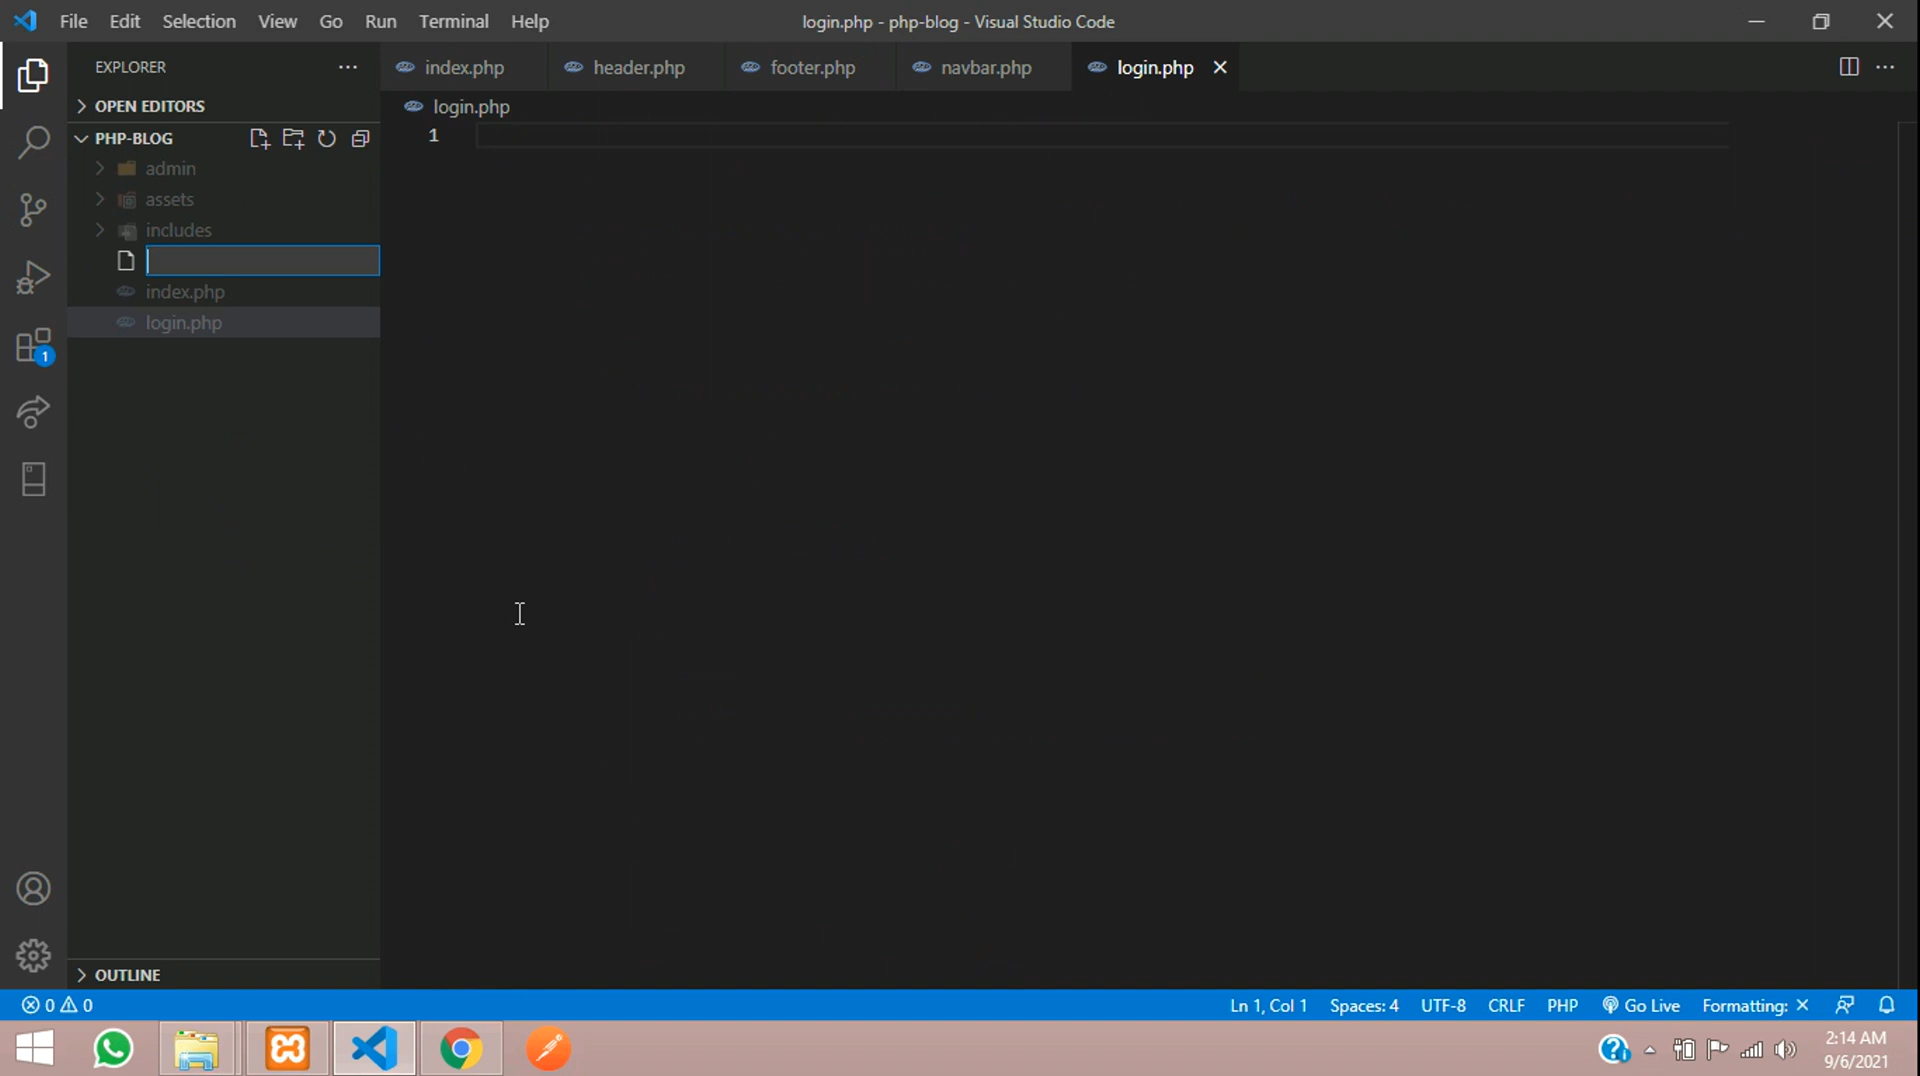 File Edit Selection View Go Run Terminal Help login.php - php-blog - Visual Studio Code
EXPLORER
index.php header.php footer.php navbar.php login.php
OPEN EDITORS
login.php
PHP-BLOG
1
admin
assets
includes
index.php
login.php
1
OUTLINE
0 0 Ln 1, Col 1 Spaces: 4 UTF-8 CRLF PHP Go Live Formatting: ×
2:14 AM
9/6/2021